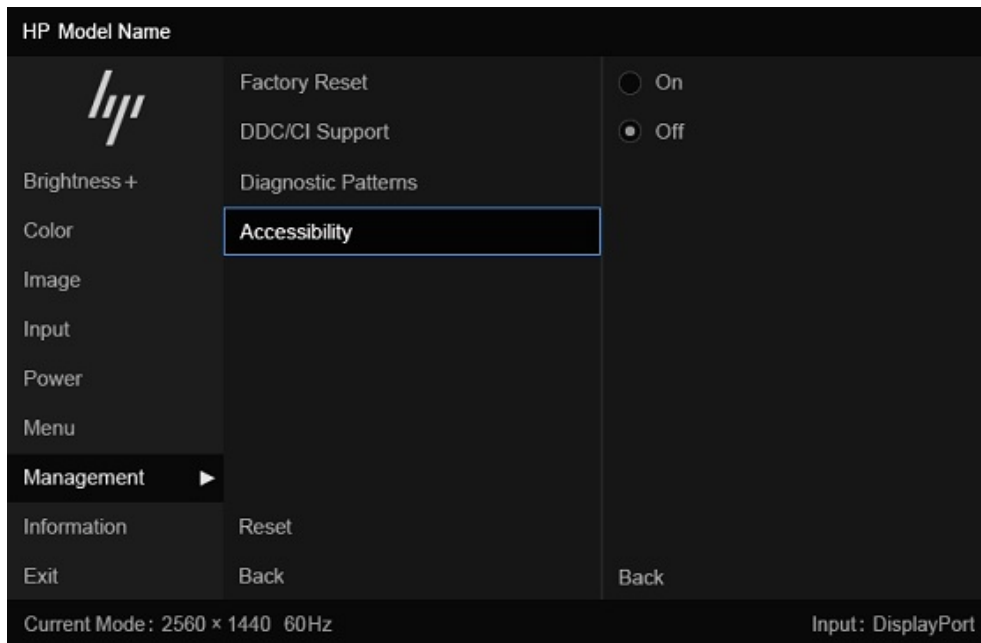 HP Model Name
hp
Factory Reset
On
DDC/CI Support
Off
Brightness+
Diagnostic Patterns
Color
Accessibility
Image
Input
Power
Menu
Management
Information
Reset
Exit
Back
Back
Current Mode: 2560 × 1440 60Hz
Input: DisplayPort